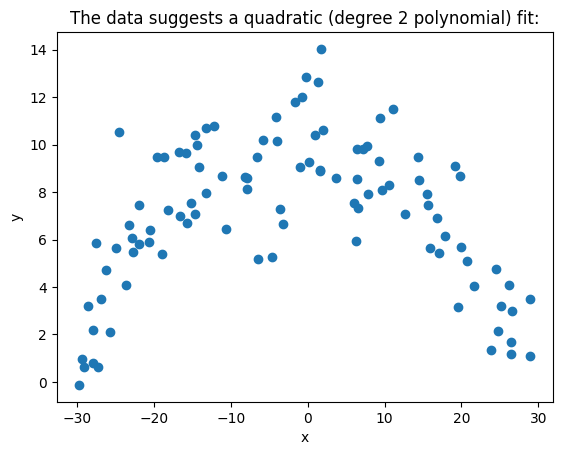 The data suggests a quadratic (degree 2 polynomial) fit:
14
12
10
8
6
4
2
0
y
−30 −20 −10 0 10 20 30
x